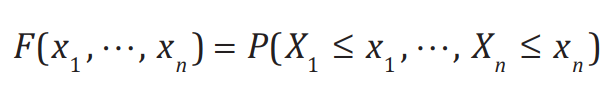 F(x₁, ⋯, xₙ) = P(X₁ ≤ x₁, ⋯, Xₙ ≤ xₙ)